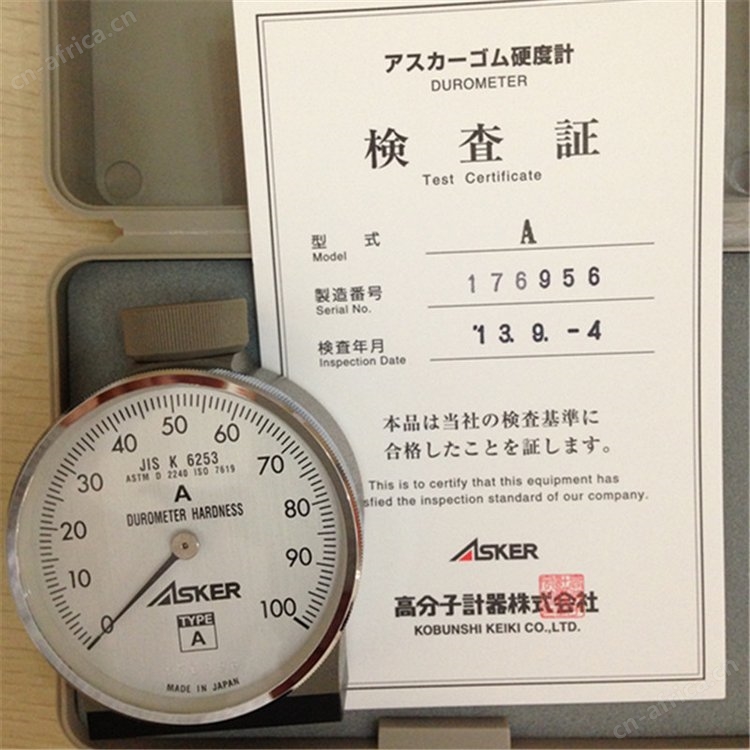 cn-africa.cn
アスカーゴム硬度計
DUROMETER
検査証
Test Certificate
型式 A
Model
製造番号 176956
Serial No.
検査年月 '13.9.-4
Inspection Date
本品は当社の検査基準に
合格したことを証します。
This is to certify that this equipment has
sfied the inspection standard of our company.
ASKER
高分子計器株式会社
KOBUNSHI KEIKI CO.,LTD.
0 10 20 30 40 50 60 70 80 90 100
JIS K 6253
ASTM D 2240 ISO 7619
A
DUROMETER HARDNESS
ASKER
TYPE
A
MADE IN JAPAN
cn-africa.cn